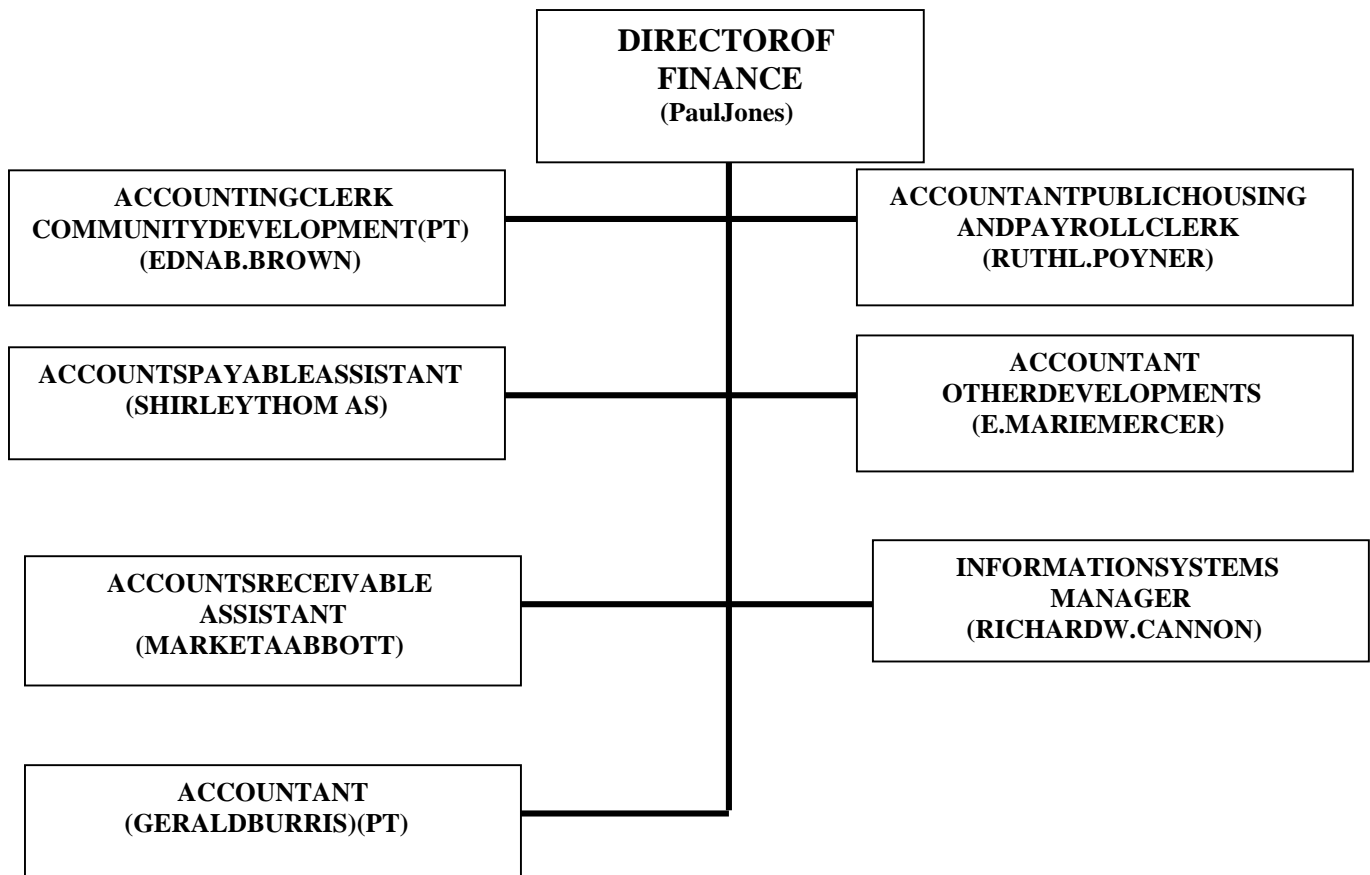 DIRECTOROF
FINANCE
(PaulJones)
ACCOUNTINGCLERK
COMMUNITYDEVELOPMENT(PT)
(EDNAB.BROWN)
ACCOUNTANTPUBLICHOUSING
ANDPAYROLLCLERK
(RUTHL.POYNER)
ACCOUNTSPAYABLEASSISTANT
(SHIRLEYTHOM AS)
ACCOUNTANT
OTHERDEVELOPMENTS
(E.MARIEMERCER)
ACCOUNTSRECEIVABLE
ASSISTANT
(MARKETAABBOTT)
INFORMATIONSYSTEMS
MANAGER
(RICHARDW.CANNON)
ACCOUNTANT
(GERALDBURRIS)(PT)